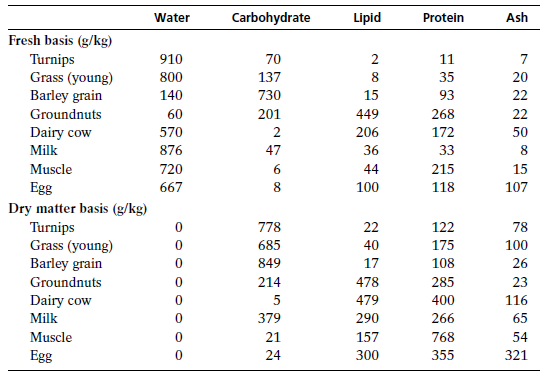 Water Carbohydrate Lipid Protein Ash
Fresh basis (g/kg)
Turnips 910 70 2 11 7
Grass (young) 800 137 8 35 20
Barley grain 140 730 15 93 22
Groundnuts 60 201 449 268 22
Dairy cow 570 2 206 172 50
Milk 876 47 36 33 8
Muscle 720 6 44 215 15
Egg 667 8 100 118 107
Dry matter basis (g/kg)
Turnips 0 778 22 122 78
Grass (young) 0 685 40 175 100
Barley grain 0 849 17 108 26
Groundnuts 0 214 478 285 23
Dairy cow 0 5 479 400 116
Milk 0 379 290 266 65
Muscle 0 21 157 768 54
Egg 0 24 300 355 321